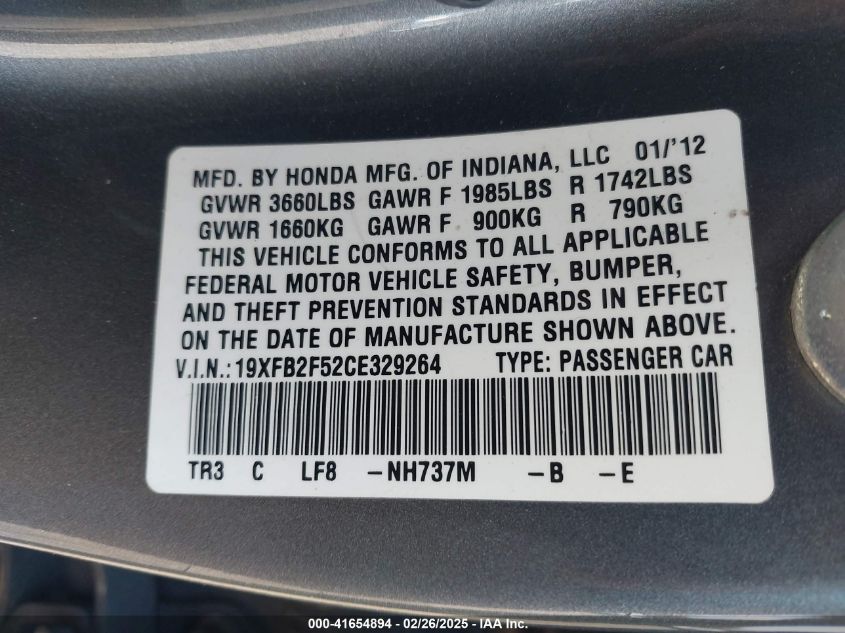 MFD. BY HONDA MFG. OF INDIANA, LLC 01/'12
GVWR 3660LBS GAWR F 1985LBS R 1742LBS
GVWR 1660KG GAWR F 900KG R 790KG
THIS VEHICLE CONFORMS TO ALL APPLICABLE
FEDERAL MOTOR VEHICLE SAFETY, BUMPER,
AND THEFT PREVENTION STANDARDS IN EFFECT
ON THE DATE OF MANUFACTURE SHOWN ABOVE.
V.I.N.: 19XFB2F52CE329264 TYPE: PASSENGER CAR
TR3 C LF8 -NH737M -B -E
000-41654894 - 02/26/2025 - IAA Inc.